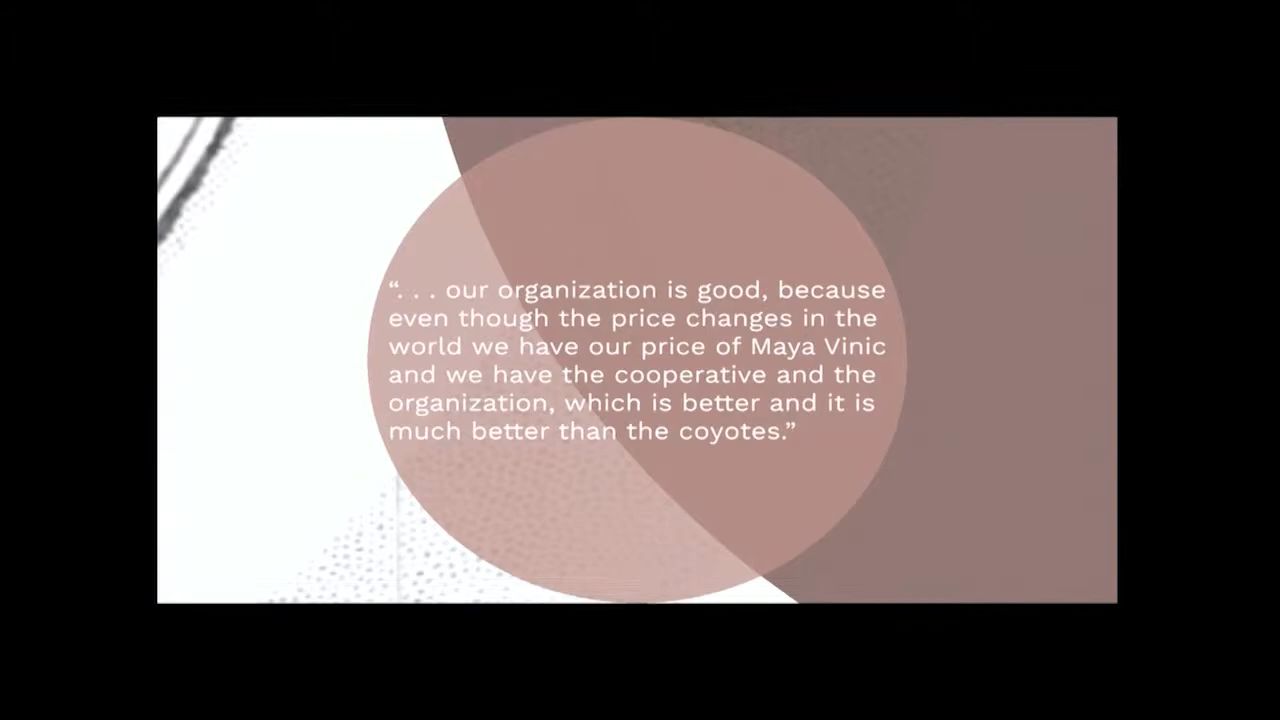 “. . . our organization is good, because
even though the price changes in the
world we have our price of Maya Vinic
and we have the cooperative and the
organization, which is better and it is
much better than the coyotes.”